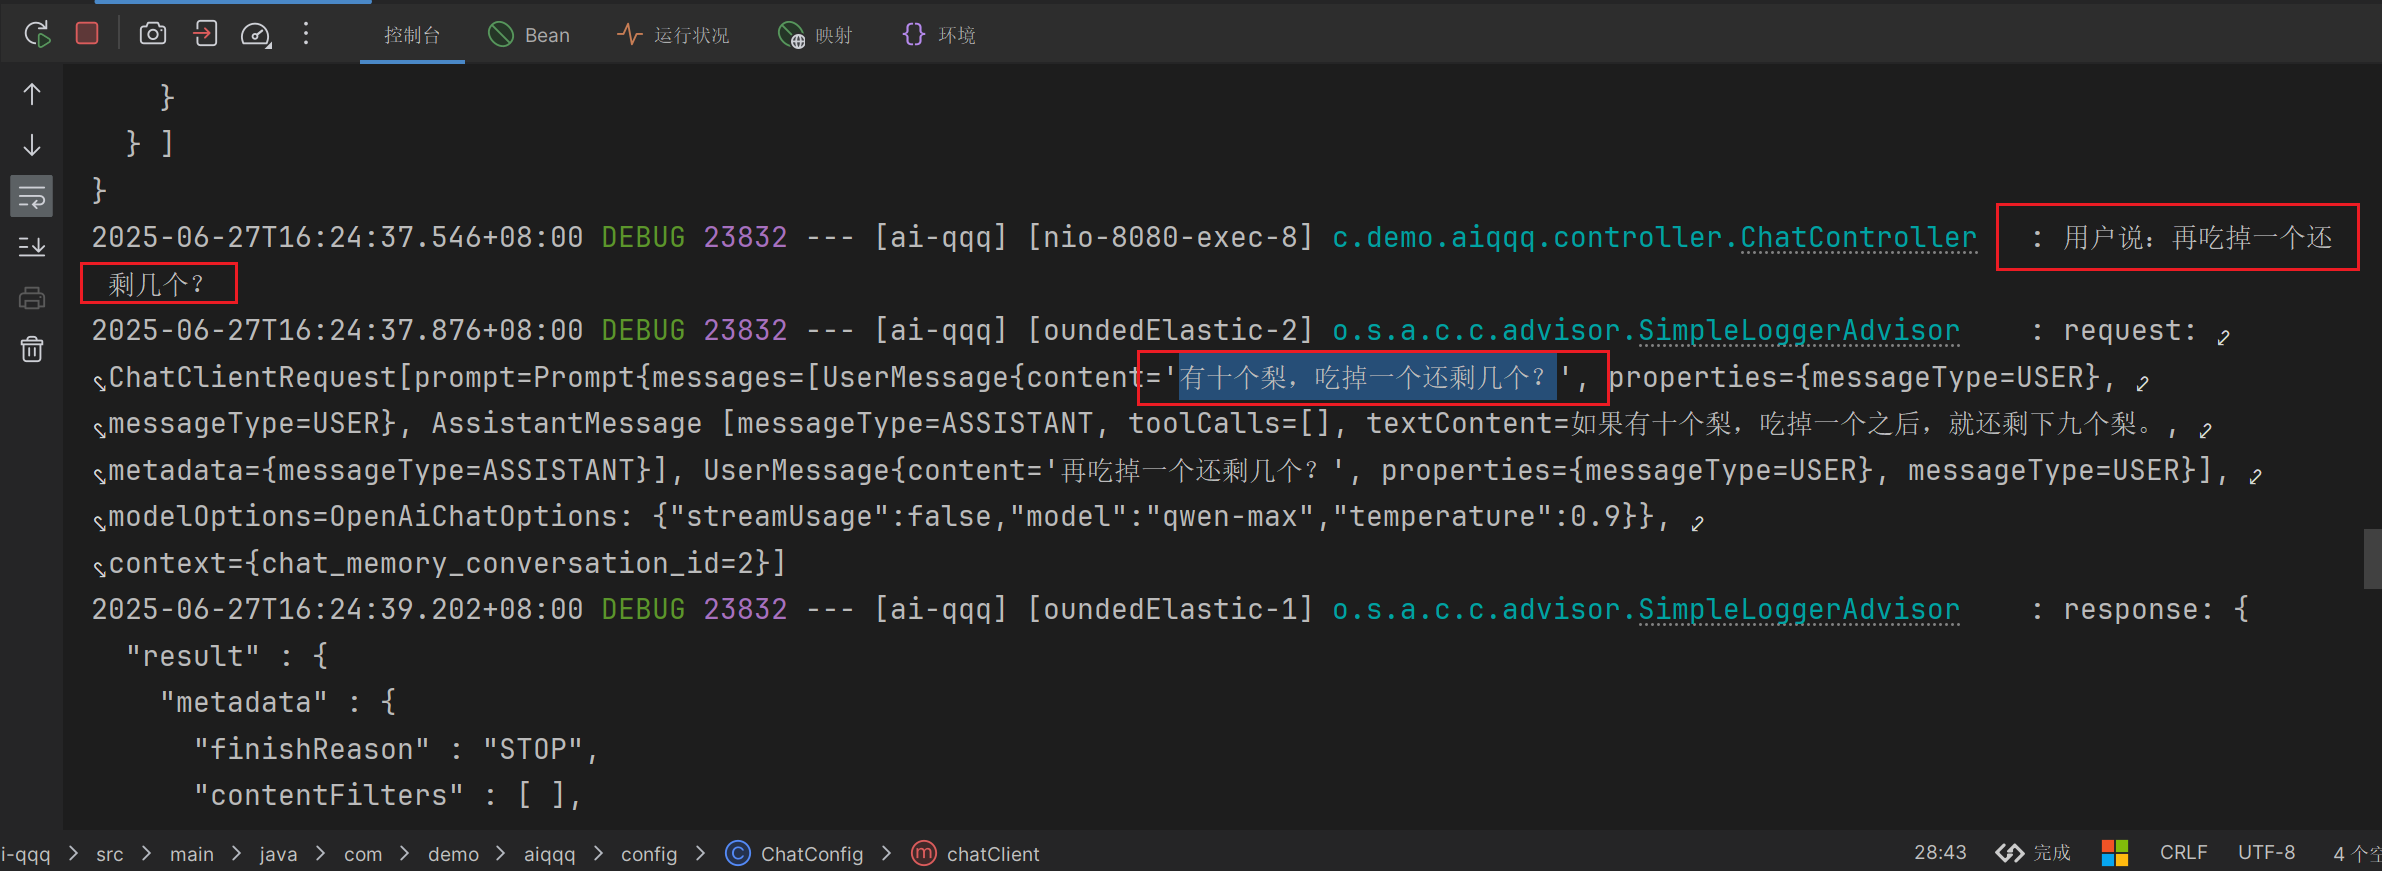 控制台 Bean 运行状况 映射 环境
}
} ]
}
2025-06-27T16:24:37.546+08:00 DEBUG 23832 --- [ai-qqq] [nio-8080-exec-8] c.demo.aiqqq.controller.ChatController : 用户说：再吃掉一个还
剩几个？
2025-06-27T16:24:37.876+08:00 DEBUG 23832 --- [ai-qqq] [oundedElastic-2] o.s.a.c.c.advisor.SimpleLoggerAdvisor : request:
ChatClientRequest[prompt=Prompt{messages=[UserMessage{content='有十个梨，吃掉一个还剩几个？', properties={messageType=USER},
messageType=USER}, AssistantMessage [messageType=ASSISTANT, toolCalls=[], textContent=如果有十个梨，吃掉一个之后，就还剩下九个梨。,
metadata={messageType=ASSISTANT}], UserMessage{content='再吃掉一个还剩几个？', properties={messageType=USER}, messageType=USER}],
modelOptions=OpenAiChatOptions: {"streamUsage":false,"model":"qwen-max","temperature":0.9}},
context={chat_memory_conversation_id=2}]
2025-06-27T16:24:39.202+08:00 DEBUG 23832 --- [ai-qqq] [oundedElastic-1] o.s.a.c.c.advisor.SimpleLoggerAdvisor : response: {
"result" : {
"metadata" : {
"finishReason" : "STOP",
"contentFilters" : [ ],
i-qqq > src > main > java > com > demo > aiqqq > config > ChatConfig > chatClient 28:43 完成 CRLF UTF-8 4 个空